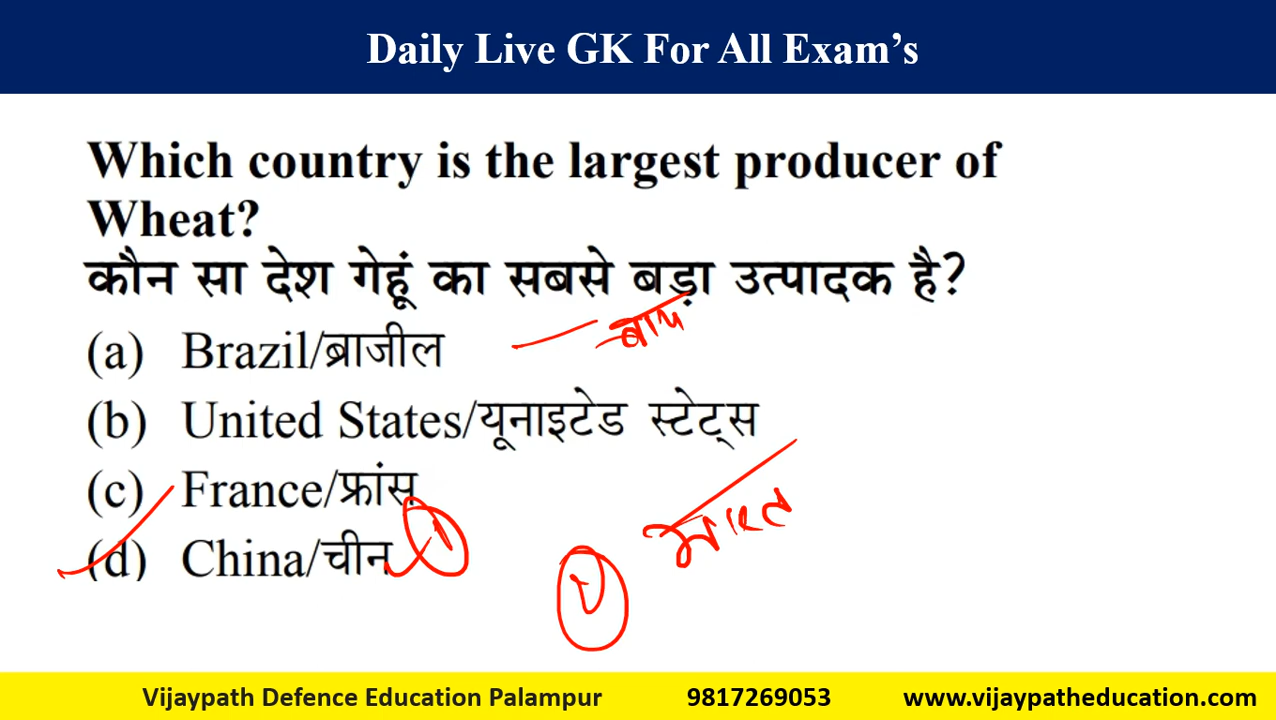 Daily Live GK For All Exam's
Which country is the largest producer of
Wheat?
कौन सा देश गेहूं का सबसे बड़ा उत्पादक है?
(a) Brazil/ब्राजील
(b) United States/यूनाइटेड स्टेट्स
(c) France/फ्रांस
(d) China/चीन
भारत
Vijaypath Defence Education Palampur 9817269053 www.vijaypatheducation.com